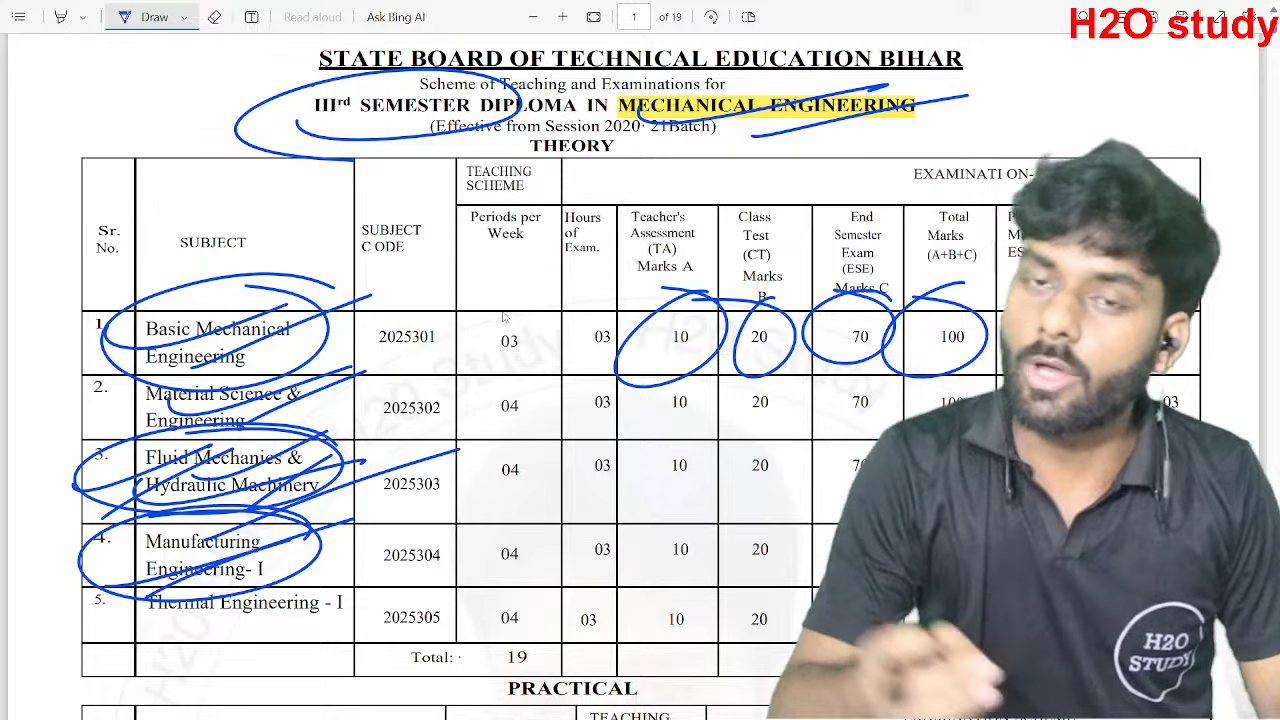 Draw
Read aloud
Ask Bing AI
1
of 19
H2O study
STATE BOARD OF TECHNICAL EDUCATION BIHAR
Scheme of Teaching and Examinations for
IIIrd SEMESTER DIPLOMA IN MECHANICAL ENGINEERING
(Effective from Session 2020- 21Batch)
THEORY
TEACHING SCHEME
EXAMINATI ON-
Sr. No.
SUBJECT
SUBJECT C ODE
Periods per Week
Hours of Exam.
Teacher's Assessment (TA) Marks A
Class Test (CT) Marks B
End Semester Exam (ESE) Marks C
Total Marks (A+B+C)
ES
1. Basic Mechanical Engineering 2025301 03 03 10 20 70 100
2. Material Science & Engineering 2025302 04 03 10 20 70 03
3. Fluid Mechanics & Hydraulic Machinery 2025303 04 03 10 20
4. Manufacturing Engineering- I 2025304 04 03 10 20
5. Thermal Engineering - I 2025305 04 03 10 20
Total: 19
PRACTICAL
TEACHING
H2O Study
H2O Study
H2O STUDY